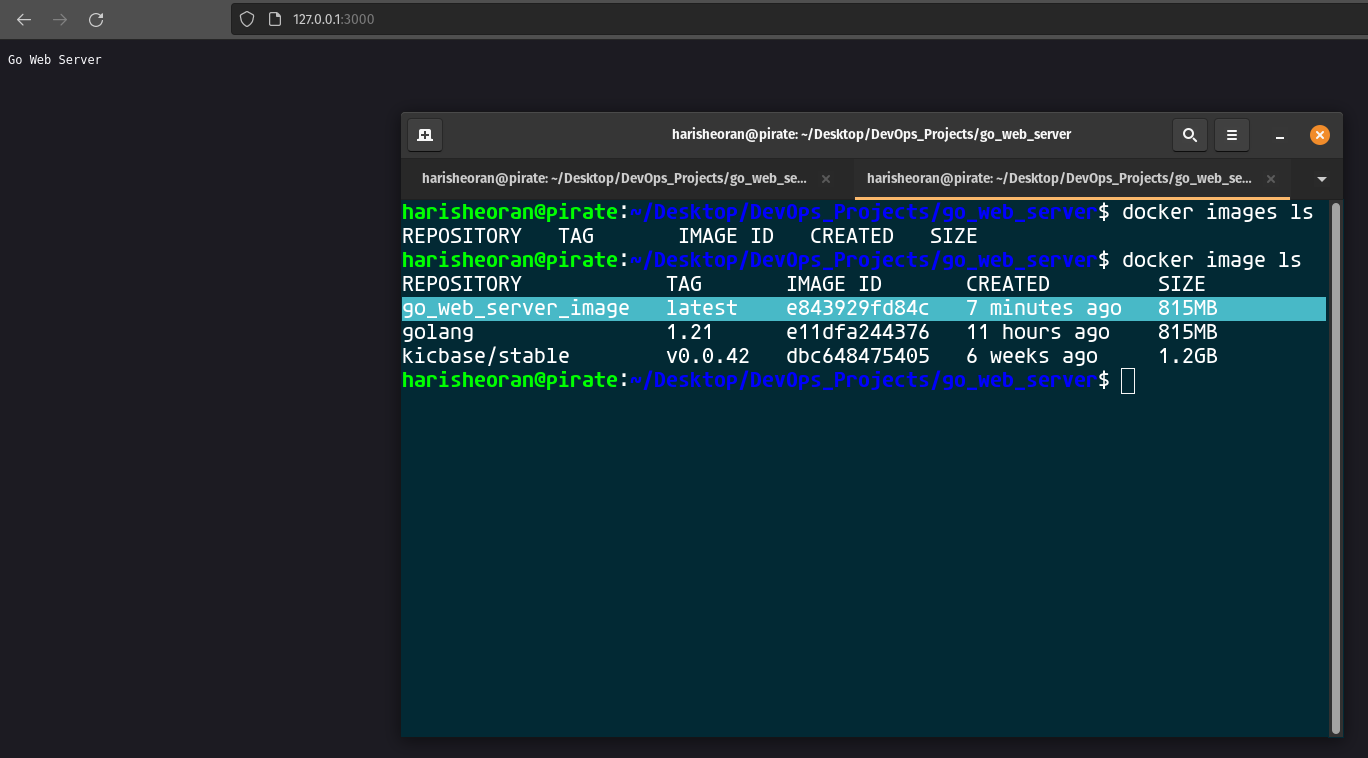 127.0.0.1:3000
Go Web Server
harisheoran@pirate: ~/Desktop/DevOps_Projects/go_web_server
harisheoran@pirate: ~/Desktop/DevOps_Projects/go_web_se... × harisheoran@pirate: ~/Desktop/DevOps_Projects/go_web_se... ×
harisheoran@pirate:~/Desktop/DevOps_Projects/go_web_server$ docker images ls
REPOSITORY TAG IMAGE ID CREATED SIZE
harisheoran@pirate:~/Desktop/DevOps_Projects/go_web_server$ docker image ls
REPOSITORY TAG IMAGE ID CREATED SIZE
go_web_server_image latest e843929fd84c 7 minutes ago 815MB
golang 1.21 e11dfa244376 11 hours ago 815MB
kicbase/stable v0.0.42 dbc648475405 6 weeks ago 1.2GB
harisheoran@pirate:~/Desktop/DevOps_Projects/go_web_server$